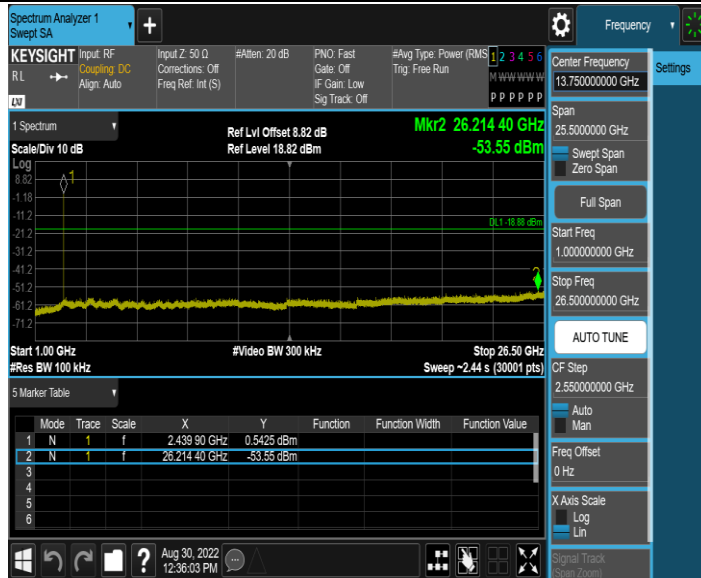 Spectrum Analyzer 1
Swept SA
+
Frequency
KEYSIGHT
RL
LXI
Input: RF
Coupling: DC
Align: Auto
Input Z: 50 Ω
Corrections: Off
Freq Ref: Int (S)
#Atten: 20 dB
PNO: Fast
Gate: Off
IF Gain: Low
Sig Track: Off
#Avg Type: Power (RMS
Trig: Free Run
1 2 3 4 5 6
M W W W W W
P P P P P P
1 Spectrum
Scale/Div 10 dB
Ref Lvl Offset 8.82 dB
Ref Level 18.82 dBm
Mkr2 26.214 40 GHz
-53.55 dBm
Log
8.82
-1.18
-11.2
-21.2
-31.2
-41.2
-51.2
-61.2
-71.2
1
DL1 -18.88 dBm
2
Start 1.00 GHz
#Video BW 300 kHz
Stop 26.50 GHz
#Res BW 100 kHz
Sweep ~2.44 s (30001 pts)
5 Marker Table
Mode Trace Scale X Y Function Function Width Function Value
1 N 1 f 2.439 90 GHz 0.5425 dBm
2 N 1 f 26.214 40 GHz -53.55 dBm
3
4
5
6
?
Aug 30, 2022
12:36:03 PM
Center Frequency
13.750000000 GHz
Settings
Span
25.5000000 GHz
Swept Span
Zero Span
Full Span
Start Freq
1.000000000 GHz
Stop Freq
26.500000000 GHz
AUTO TUNE
CF Step
2.550000000 GHz
Auto
Man
Freq Offset
0 Hz
X Axis Scale
Log
Lin
Signal Track
(Span Zoom)